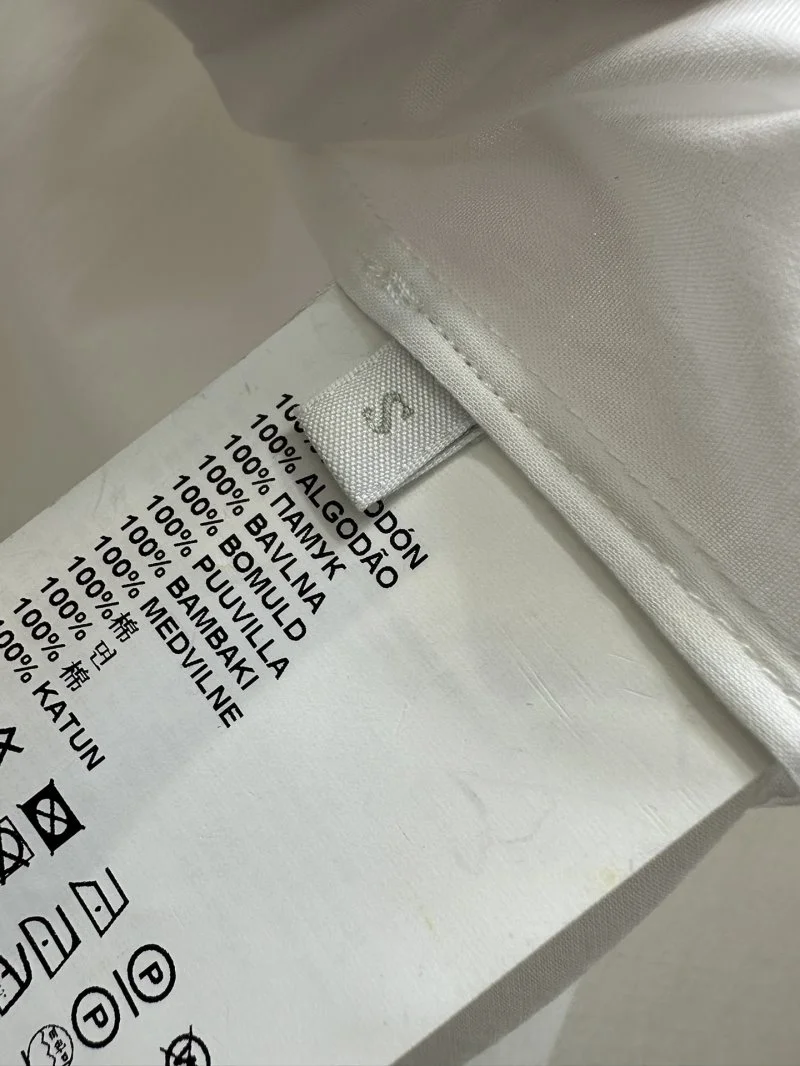 S
100% ALGODÃO
100% ПАМУК
100% BAVLNA
100% BOMULD
100% PUUVILLA
100% BAMBAKI
100% MEDVILNE
100%棉
100% 면
100% 棉
100% KATUN
P P